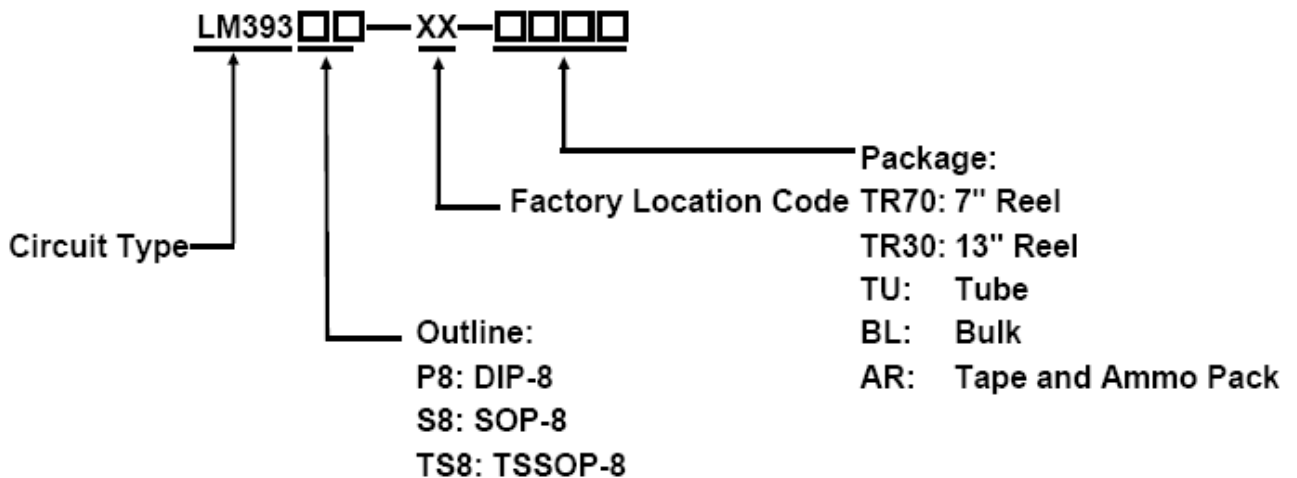 LM393□□—XX—□□□□
Package:
Factory Location Code
TR70: 7" Reel
Circuit Type
TR30: 13" Reel
TU: Tube
Outline:
BL: Bulk
P8: DIP-8
AR: Tape and Ammo Pack
S8: SOP-8
TS8: TSSOP-8